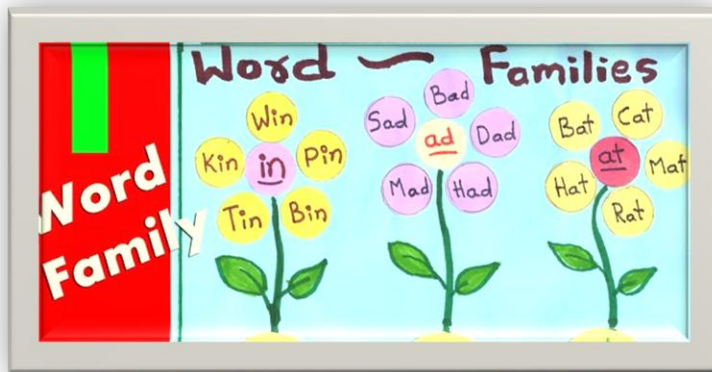 Word
Family
Word — Families
Win
Kin
in
Pin
Tin
Bin
Bad
Sad
ad
Dad
Mad
Had
Cat
Bat
at
Mat
Hat
Rat